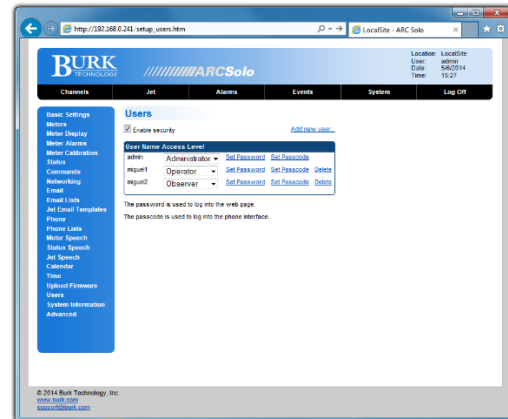 http://192.168.0.241/setup_users.htm
LocalSite - ARC Solo
BURK
TECHNOLOGY
ARCSolo
Location: LocalSite
User: admin
Date: 5/6/2014
Time: 15:27
Channels Jet Alarms Events System Log Off
Basic Settings
Meters
Meter Display
Meter Alarms
Meter Calibration
Status
Commands
Networking
Email
Email Lists
Jet Email Templates
Phone
Phone Lists
Meter Speech
Status Speech
Jet Speech
Calendar
Time
Upload Firmware
Users
System Information
Advanced
Users
Enable security Add new user...
User Name Access Level
admin Administrator Set Password Set Passcode
miguel1 Operator Set Password Set Passcode Delete
miguel2 Observer Set Password Set Passcode Delete
The password is used to log into the web page.
The passcode is used to log into the phone interface.
© 2014 Burk Technology, Inc.
www.burk.com
support@burk.com